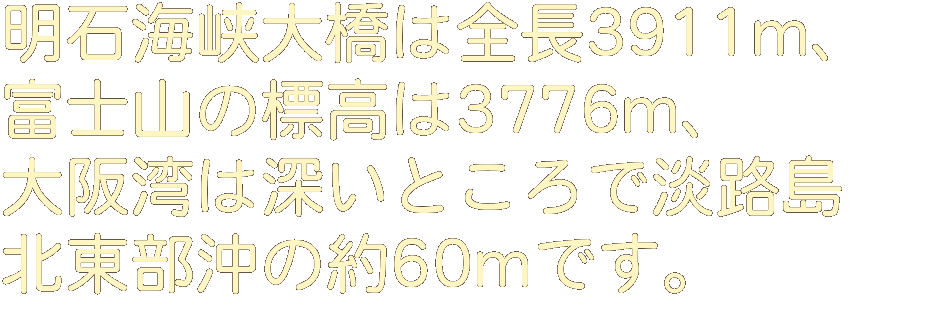 明石海峡大橋は全長3911m、
富士山の標高は3776m、
大阪湾は深いところで淡路島
北東部沖の約60mです。